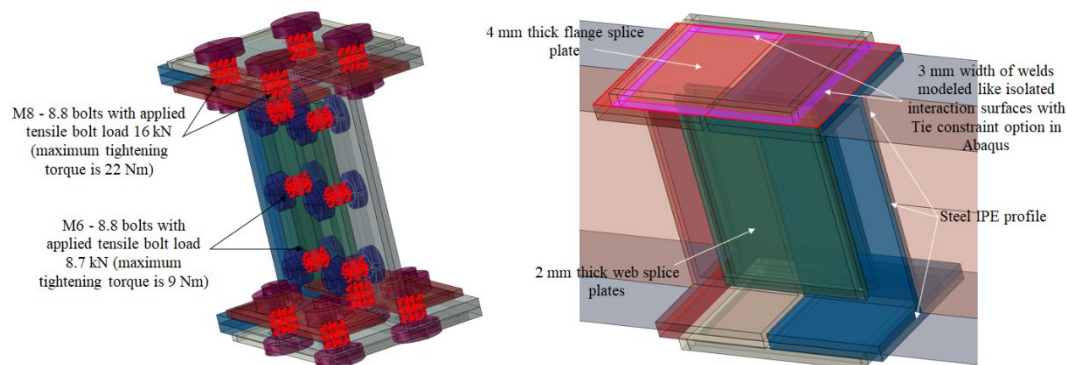 M8 - 8.8 bolts with applied
tensile bolt load 16 kN
(maximum tightening
torque is 22 Nm)
M6 - 8.8 bolts with
applied tensile bolt load
8.7 kN (maximum
tightening torque is 9 Nm)
4 mm thick flange splice
plate
3 mm width of welds
modeled like isolated
interaction surfaces with
Tie constraint option in
Abaqus
Steel IPE profile
2 mm thick web splice
plates